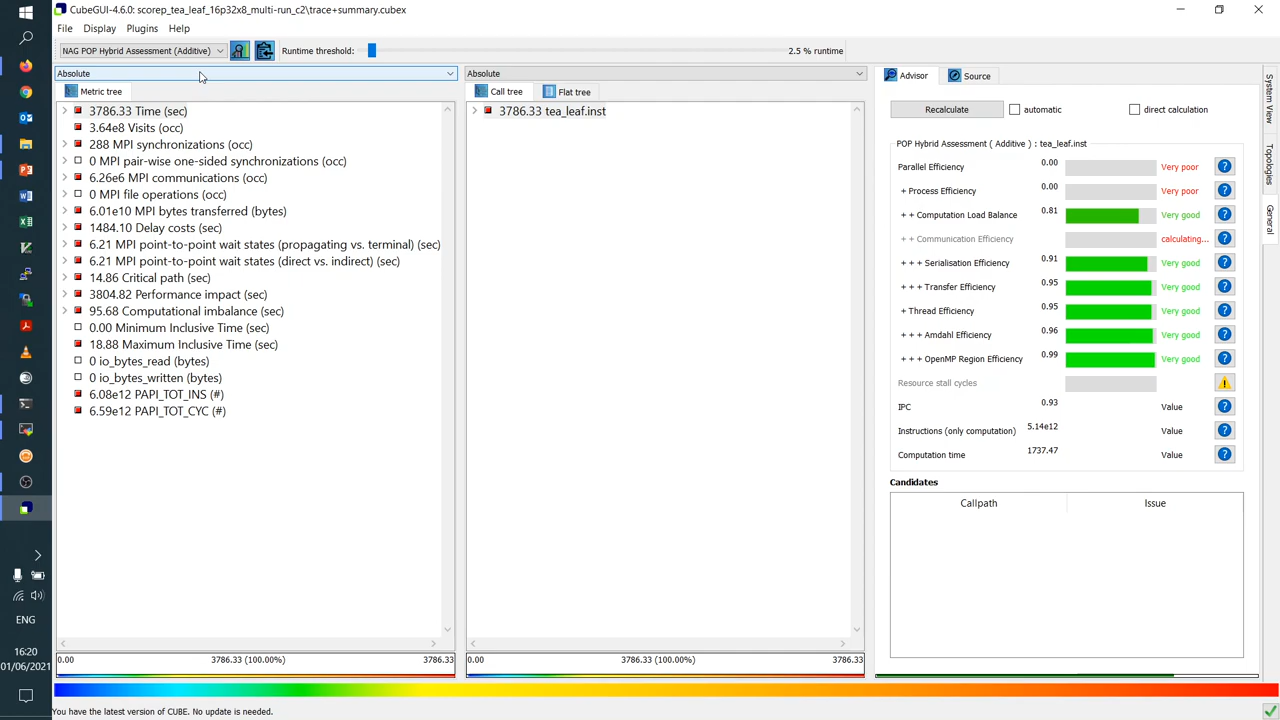 CubeGUI-4.6.0: scorep_tea_leaf_16p32x8_multi-run_c2\trace+summary.cubex
File Display Plugins Help
NAG POP Hybrid Assessment (Additive) Runtime threshold: 2.5 % runtime
Absolute
Metric tree
3786.33 Time (sec)
3.64e8 Visits (occ)
288 MPI synchronizations (occ)
0 MPI pair-wise one-sided synchronizations (occ)
6.26e6 MPI communications (occ)
0 MPI file operations (occ)
6.01e10 MPI bytes transferred (bytes)
1484.10 Delay costs (sec)
6.21 MPI point-to-point wait states (propagating vs. terminal) (sec)
6.21 MPI point-to-point wait states (direct vs. indirect) (sec)
14.86 Critical path (sec)
3804.82 Performance impact (sec)
95.68 Computational imbalance (sec)
0.00 Minimum Inclusive Time (sec)
18.88 Maximum Inclusive Time (sec)
0 io_bytes_read (bytes)
0 io_bytes_written (bytes)
6.08e12 PAPI_TOT_INS (#)
6.59e12 PAPI_TOT_CYC (#)
0.00 3786.33 (100.00%) 3786.33
Absolute
Call tree Flat tree
3786.33 tea_leaf.inst
0.00 3786.33 (100.00%) 3786.33
Advisor Source
Recalculate automatic direct calculation
POP Hybrid Assessment ( Additive ) : tea_leaf.inst
Parallel Efficiency 0.00 Very poor
+ Process Efficiency 0.00 Very poor
+ + Computation Load Balance 0.81 Very good
+ + Communication Efficiency calculating...
+ + + Serialisation Efficiency 0.91 Very good
+ + + Transfer Efficiency 0.95 Very good
+ Thread Efficiency 0.95 Very good
+ + + Amdahl Efficiency 0.96 Very good
+ + + OpenMP Region Efficiency 0.99 Very good
Resource stall cycles
IPC 0.93 Value
Instructions (only computation) 5.14e12 Value
Computation time 1737.47 Value
Candidates
Callpath Issue
System View
Topologies
General
ENG
16:20
01/06/2021
You have the latest version of CUBE. No update is needed.